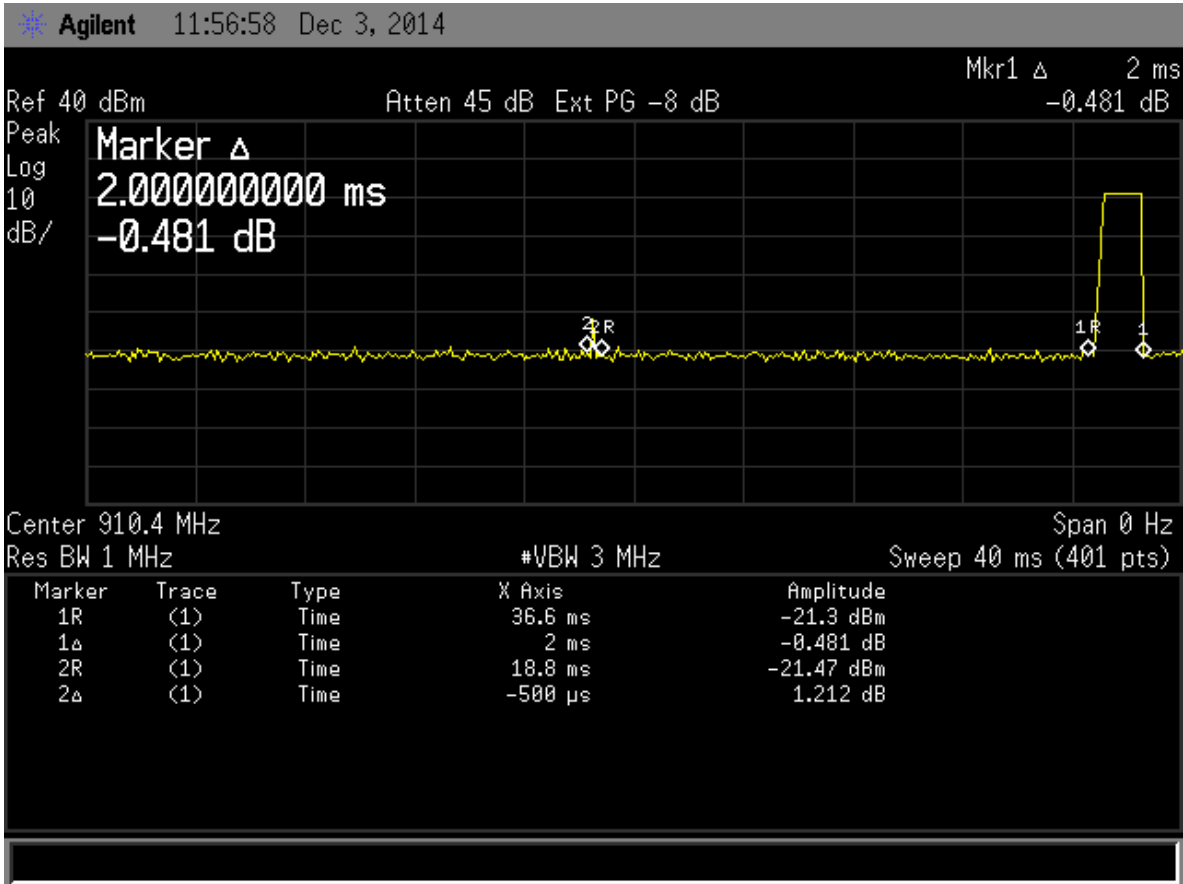 Agilent 11:56:58 Dec 3, 2014
Mkr1 Δ 2 ms
Ref 40 dBm Atten 45 dB Ext PG -8 dB -0.481 dB
Peak
Log
10
dB/
Marker Δ
2.000000000 ms
-0.481 dB
2 2R 1R 1
Center 910.4 MHz Span 0 Hz
Res BW 1 MHz #VBW 3 MHz Sweep 40 ms (401 pts)
Marker Trace Type X Axis Amplitude
1R (1) Time 36.6 ms -21.3 dBm
1Δ (1) Time 2 ms -0.481 dB
2R (1) Time 18.8 ms -21.47 dBm
2Δ (1) Time -500 µs 1.212 dB